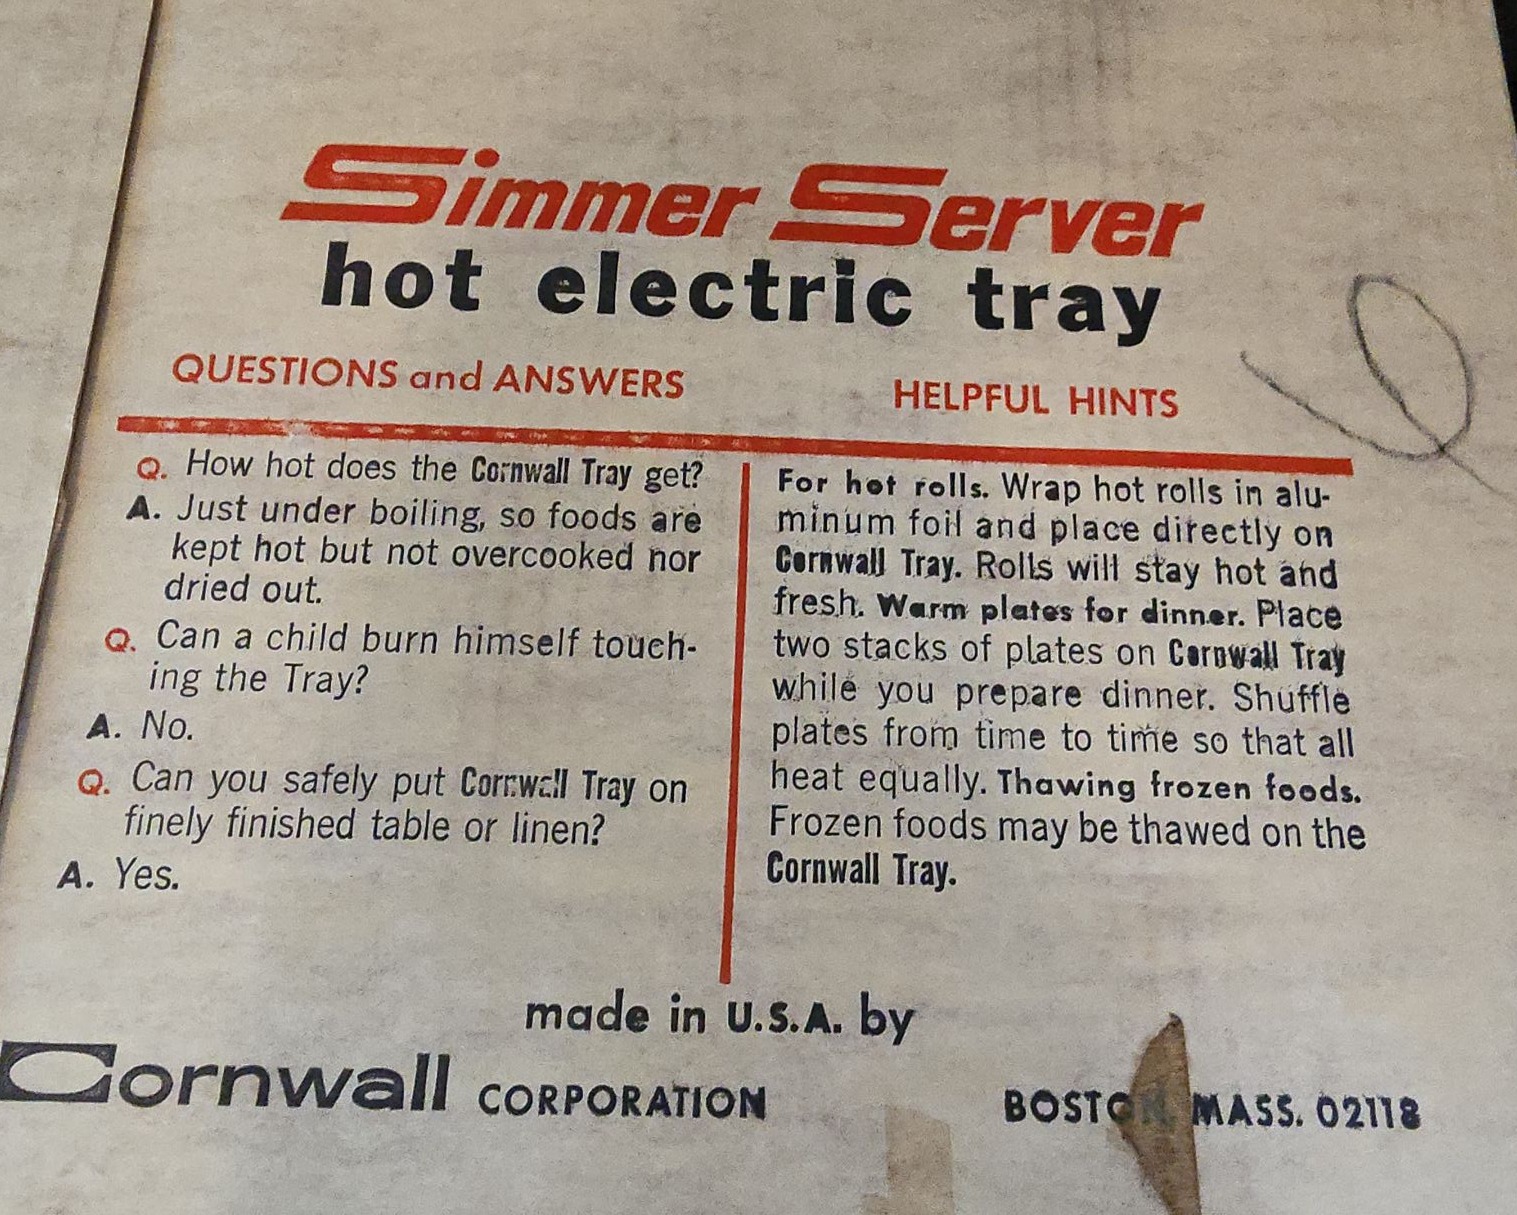 Simmer Server
hot electric tray
QUESTIONS and ANSWERS
Q. How hot does the Cornwall Tray get?
A. Just under boiling, so foods are
kept hot but not overcooked nor
dried out.
Q. Can a child burn himself touch-
ing the Tray?
A. No.
Q. Can you safely put Cornwall Tray on
finely finished table or linen?
A. Yes.
HELPFUL HINTS
For hot rolls. Wrap hot rolls in alu-
minum foil and place directly on
Cornwall Tray. Rolls will stay hot and
fresh. Warm plates for dinner. Place
two stacks of plates on Cornwall Tray
while you prepare dinner. Shuffle
plates from time to time so that all
heat equally. Thawing frozen foods.
Frozen foods may be thawed on the
Cornwall Tray.
made in U.S.A. by
Cornwall CORPORATION BOSTON, MASS. 02118